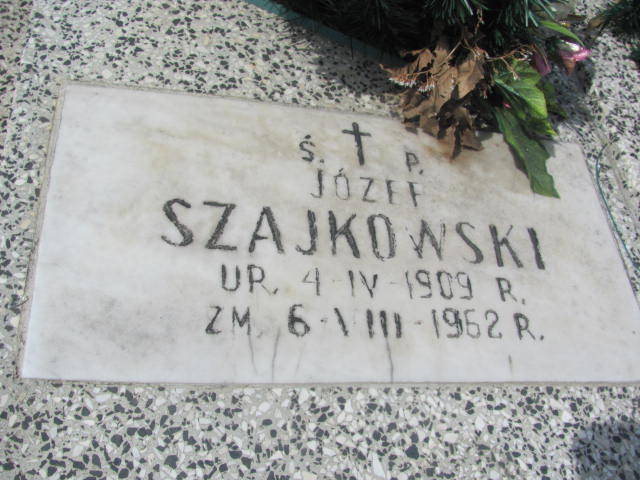 Ś. P.
JÓZEF
SZAJKOWSKI
UR. 4-IV-1909 R.
ZM. 6-VIII-1962 R.